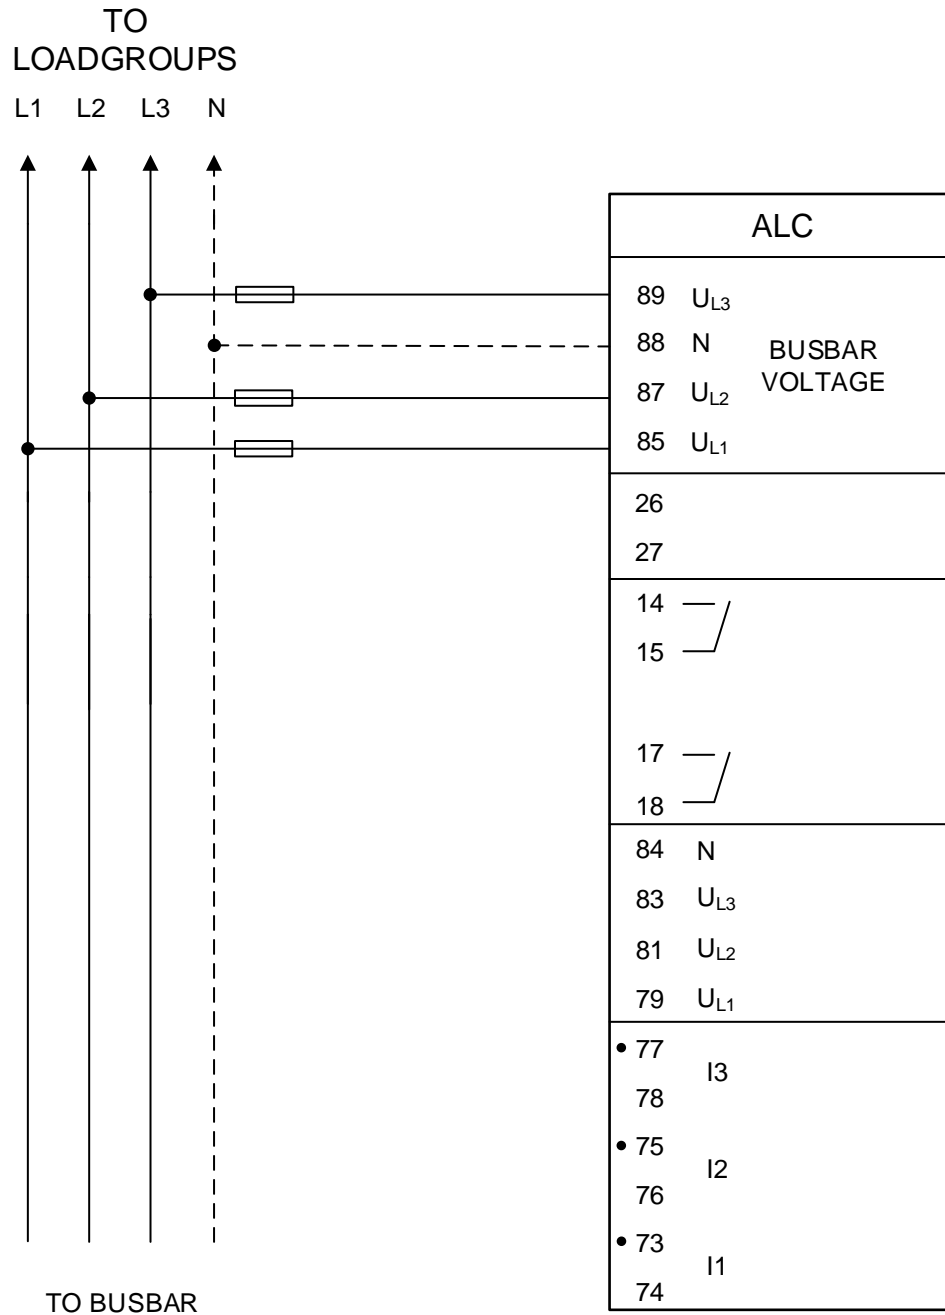 TO
LOADGROUPS
L1 L2 L3 N
ALC
89 UL3
88 N
BUSBAR
VOLTAGE
87 UL2
85 UL1
26
27
14
15
17
18
84 N
83 UL3
81 UL2
79 UL1
77
I3
78
75
I2
76
73
I1
74
TO BUSBAR